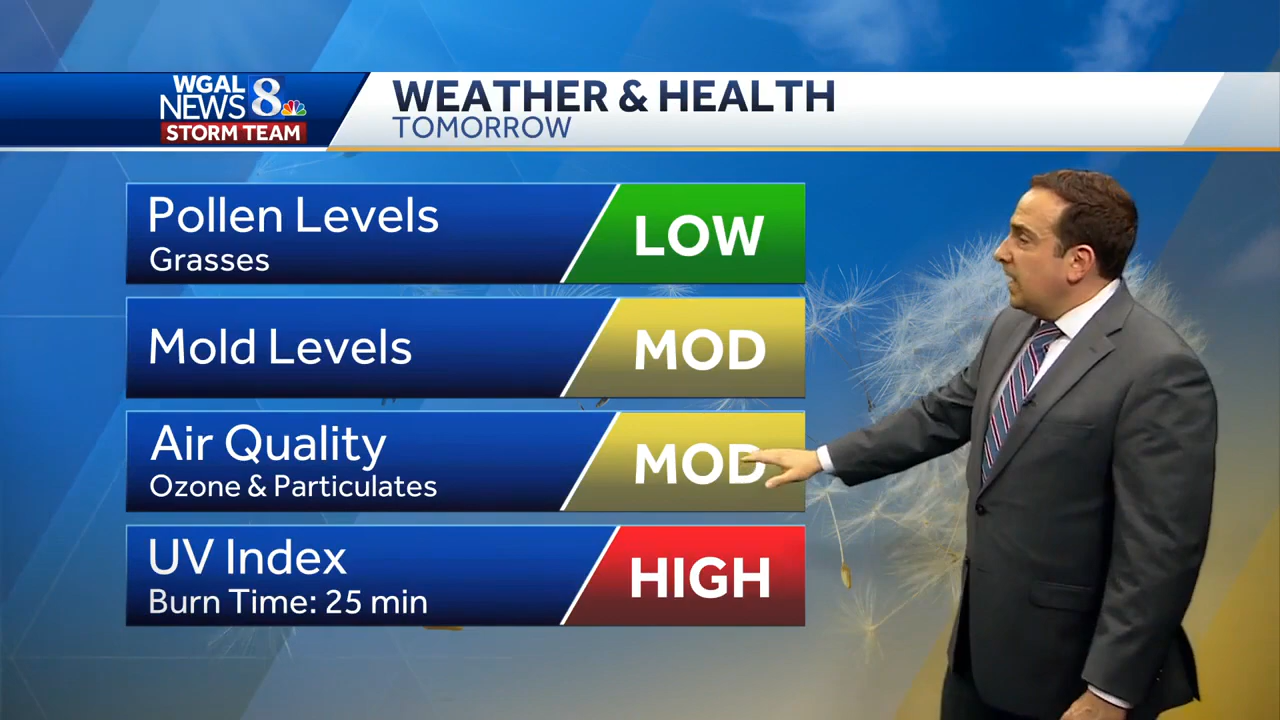 WGAL
NEWS 8
STORM TEAM
WEATHER & HEALTH
TOMORROW
Pollen Levels
Grasses
LOW
Mold Levels
MOD
Air Quality
Ozone & Particulates
MOD
UV Index
Burn Time: 25 min
HIGH